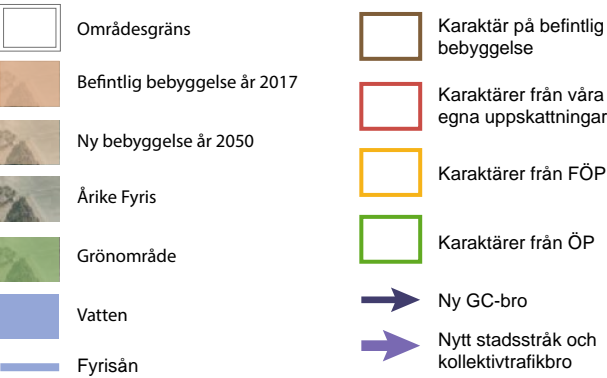 Områdesgräns
Befintlig bebyggelse år 2017
Ny bebyggelse år 2050
Årike Fyris
Grönområde
Vatten
Fyrisån
Karaktär på befintlig
bebyggelse
Karaktärer från våra
egna uppskattningar
Karaktärer från FÖP
Karaktärer från ÖP
Ny GC-bro
Nytt stadsstråk och
kollektivtrafikbro